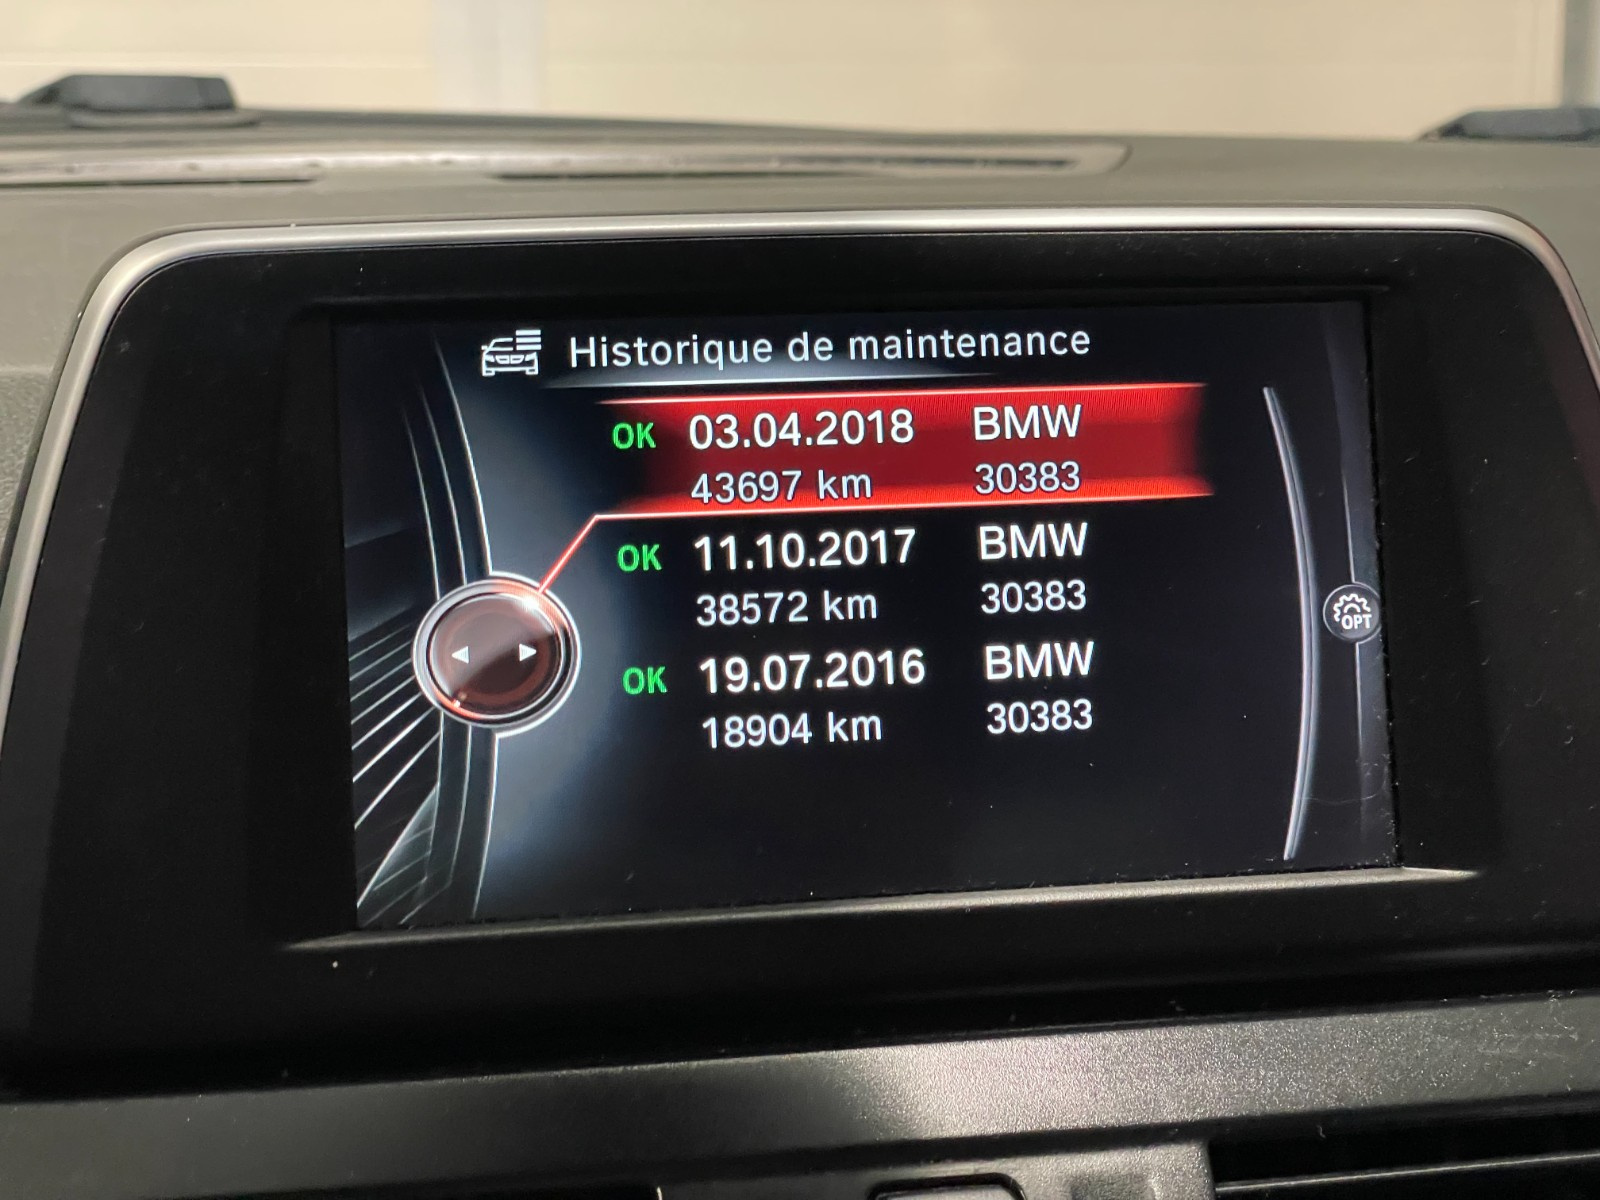 Historique de maintenance
OK 03.04.2018 BMW
43697 km 30383
OK 11.10.2017 BMW
38572 km 30383
OK 19.07.2016 BMW
18904 km 30383
OPT